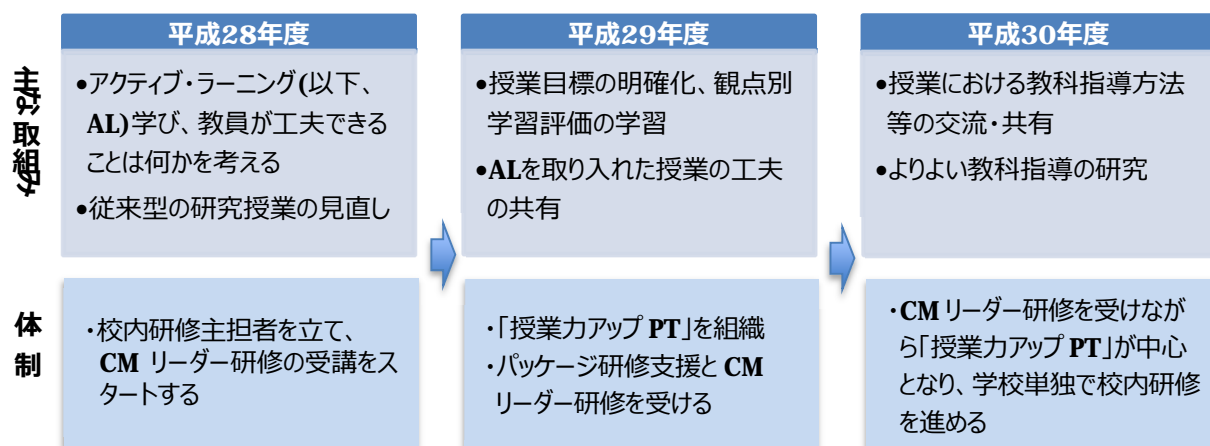 平成28年度
平成29年度
平成30年度
主な取組み
●アクティブ・ラーニング(以下、
AL)学び、教員が工夫できる
ことは何かを考える
●従来型の研究授業の見直し
●授業目標の明確化、観点別
学習評価の学習
●ALを取り入れた授業の工夫
の共有
●授業における教科指導方法
等の交流・共有
●よりよい教科指導の研究
体制
・校内研修主担者を立て、
CM リーダー研修の受講をス
タートする
・「授業力アップ PT」を組織
・パッケージ研修支援と CM
リーダー研修を受ける
・CM リーダー研修を受けなが
ら「授業力アップ PT」が中心
となり、学校単独で校内研修
を進める